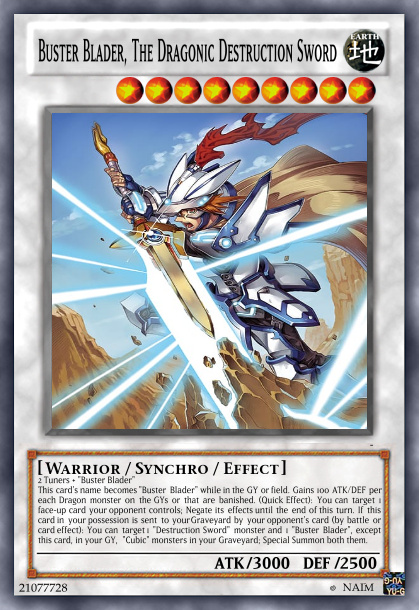 Buster Blader, The Dragonic Destruction Sword
EARTH
地
[Warrior / Synchro / Effect]
2 Tuners + "Buster Blader"
This card's name becomes "Buster Blader" while in the GY or field. Gains 100 ATK/DEF per
each Dragon monster on the GYs or that are banished. (Quick Effect): You can target 1
face-up card your opponent controls; Negate its effects until the end of this turn. If this
card in your possession is sent to yourGraveyard by your opponent's card (by battle or
card effect): You can target 1 "Destruction Sword" monster and 1 "Buster Blader", except
this card, in your GY, "Cubic" monsters in your Graveyard; Special Summon both them.
ATK/3000 DEF/2500
21077728
® NAIM